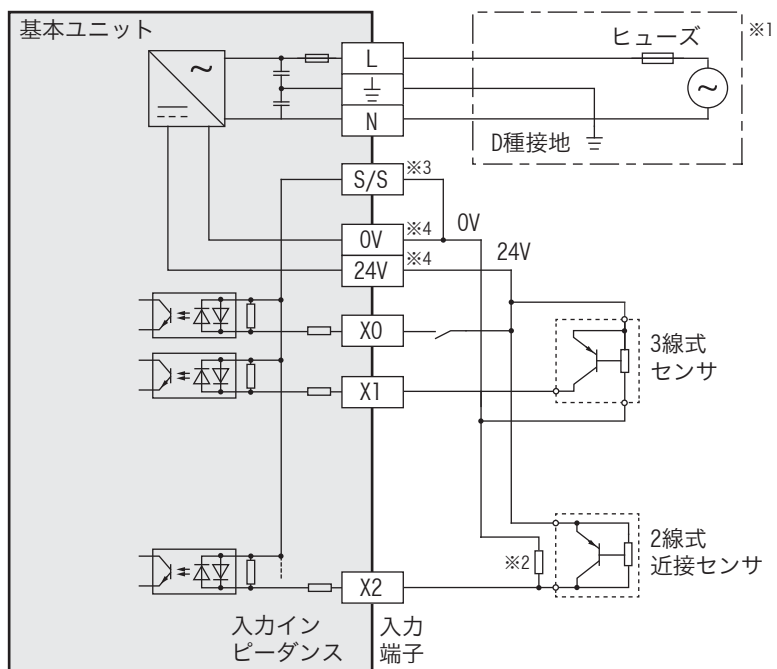 基本ユニット
ヒューズ
※1
L
N
D種接地
S/S
※3
0V
※4
0V
24V
※4
24V
X0
3線式
センサ
X1
2線式
近接センサ
※2
X2
入力イン
ピーダンス
入力
端子